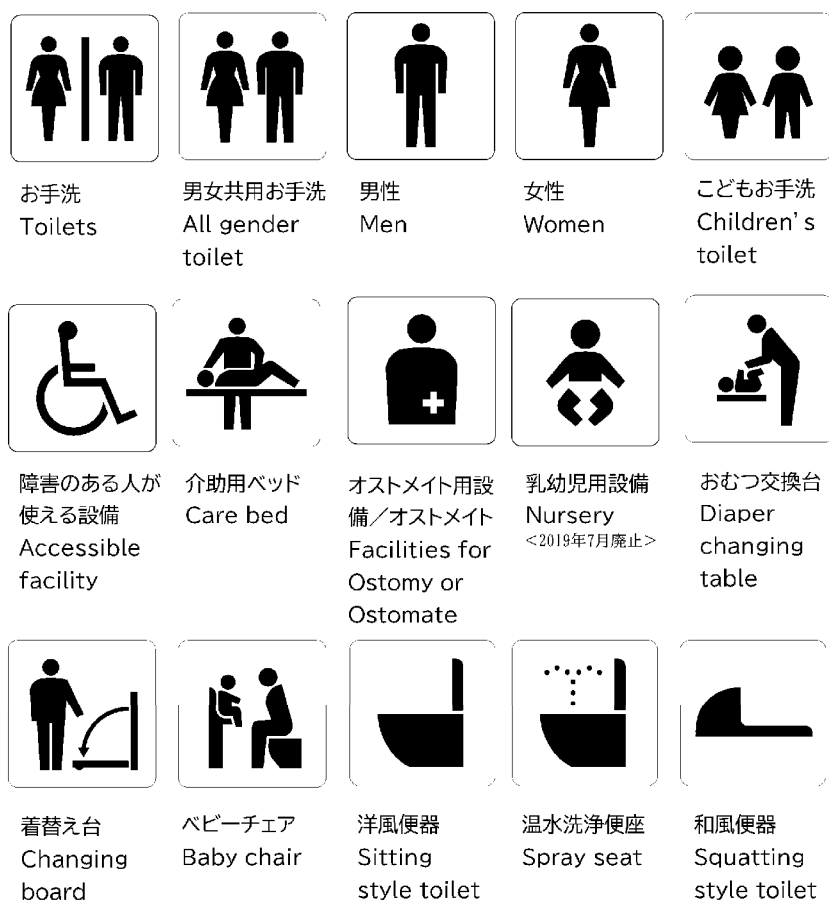 お手洗
Toilets
男女共用お手洗
All gender
toilet
男性
Men
女性
Women
こどもお手洗
Children's
toilet
障害のある人が
使える設備
Accessible
facility
介助用ベッド
Care bed
オストメイト用設
備／オストメイト
Facilities for
Ostomy or
Ostomate
乳幼児用設備
Nursery
<2019年7月廃止>
おむつ交換台
Diaper
changing
table
着替え台
Changing
board
ベビーチェア
Baby chair
洋風便器
Sitting
style toilet
温水洗浄便座
Spray seat
和風便器
Squatting
style toilet